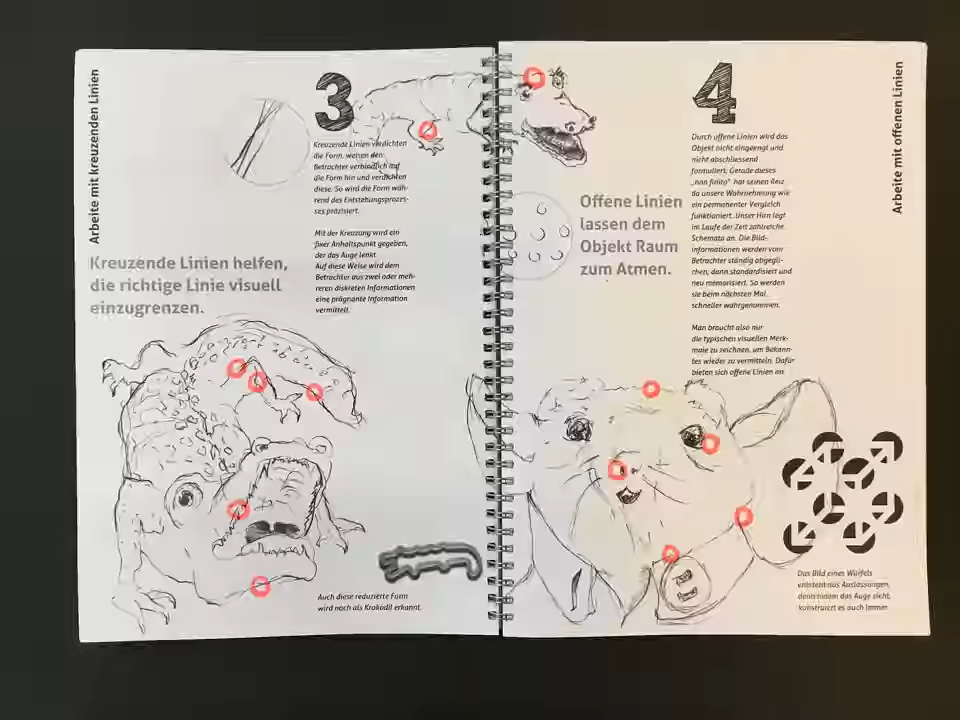 Arbeite mit kreuzenden Linien
3
Kreuzende Linien verdichten
die Form, weisen den
Betrachter verbindlich auf
die Form hin und verdichten
diese. So wird die Form wäh-
rend des Entstehungsprozes-
ses präzisiert.
Mit der Kreuzung wird ein
fixer Anhaltspunkt gegeben,
der das Auge lenkt.
Auf diese Weise wird dem
Betrachter aus zwei oder meh-
reren diskreten Informationen
eine prägnante Information
vermittelt.
Kreuzende Linien helfen,
die richtige Linie visuell
einzugrenzen.
Auch diese reduzierte Form
wird noch als Krokodil erkannt.
4
Arbeite mit offenen Linien
Durch offene Linien wird das
Objekt nicht eingeengt und
nicht abschliessend
formuliert. Gerade dieses
„non finito" hat seinen Reiz,
da unsere Wahrnehmung wie
ein permanenter Vergleich
funktioniert. Unser Hirn legt
im Laufe der Zeit zahlreiche
Schemata an. Die Bild-
informationen werden vom
Betrachter ständig abgegli-
chen, dann standardisiert und
neu memorisiert. So werden
sie beim nächsten Mal
schneller wahrgenommen.
Man braucht also nur
die typischen visuellen Merk-
male zu zeichnen, um Bekann-
tes wieder zu vermitteln. Dafür
bieten sich offene Linien an.
Offene Linien
lassen dem
Objekt Raum
zum Atmen.
Das Bild eines Würfels
entsteht aus Auslassungen,
denn indem das Auge sieht,
konstruiert es auch immer.